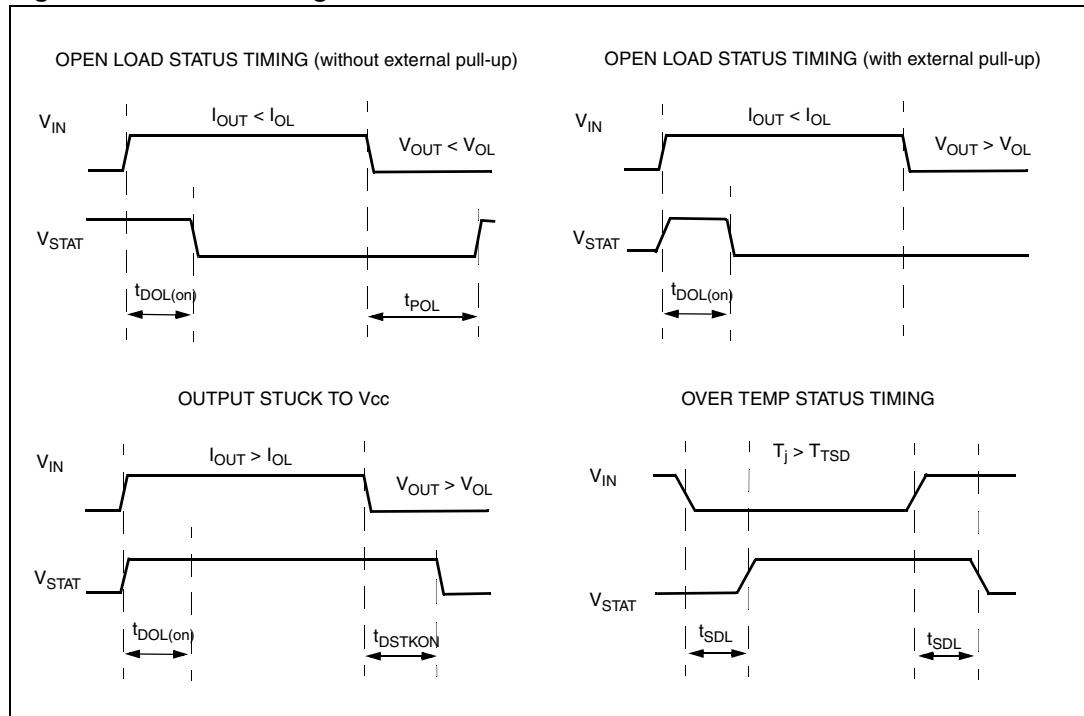 OPEN LOAD STATUS TIMING (without external pull-up)
V_IN
I_OUT < I_OL
V_OUT < V_OL
V_STAT
t_DOL(on)
t_POL
OPEN LOAD STATUS TIMING (with external pull-up)
V_IN
I_OUT < I_OL
V_OUT > V_OL
V_STAT
t_DOL(on)
OUTPUT STUCK TO Vcc
V_IN
I_OUT > I_OL
V_OUT > V_OL
V_STAT
t_DOL(on)
t_DSTKON
OVER TEMP STATUS TIMING
V_IN
T_j > T_TSD
V_STAT
t_SDL
t_SDL